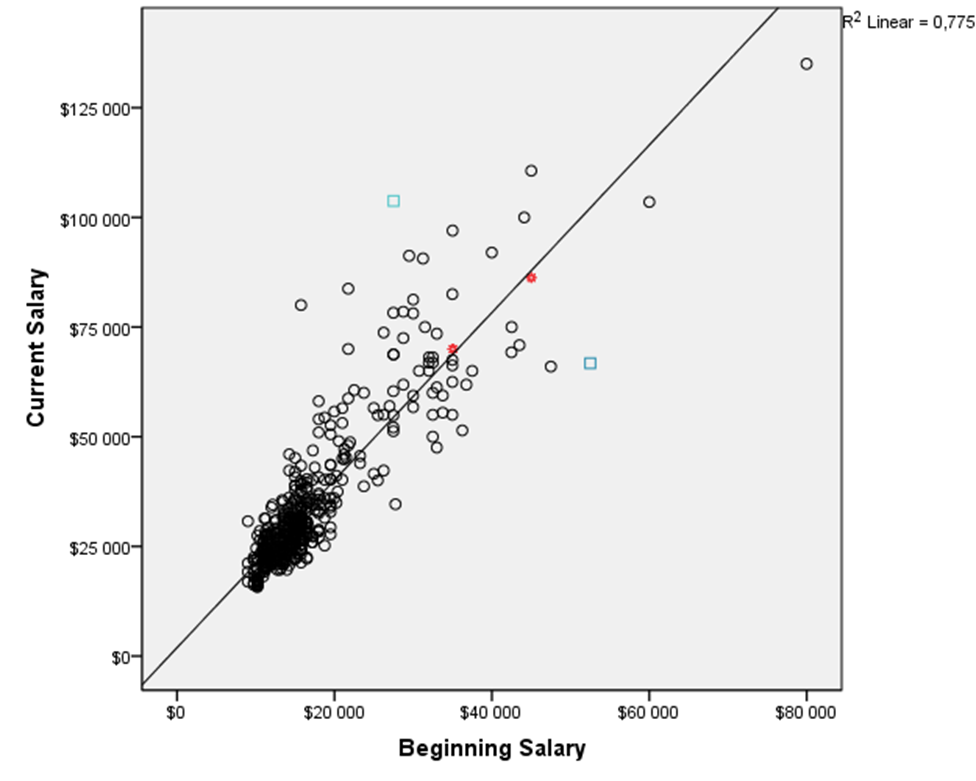 R² Linear = 0,775
$125 000
$100 000
$75 000
$50 000
$25 000
$0
Current Salary
$0 $20 000 $40 000 $60 000 $80 000
Beginning Salary